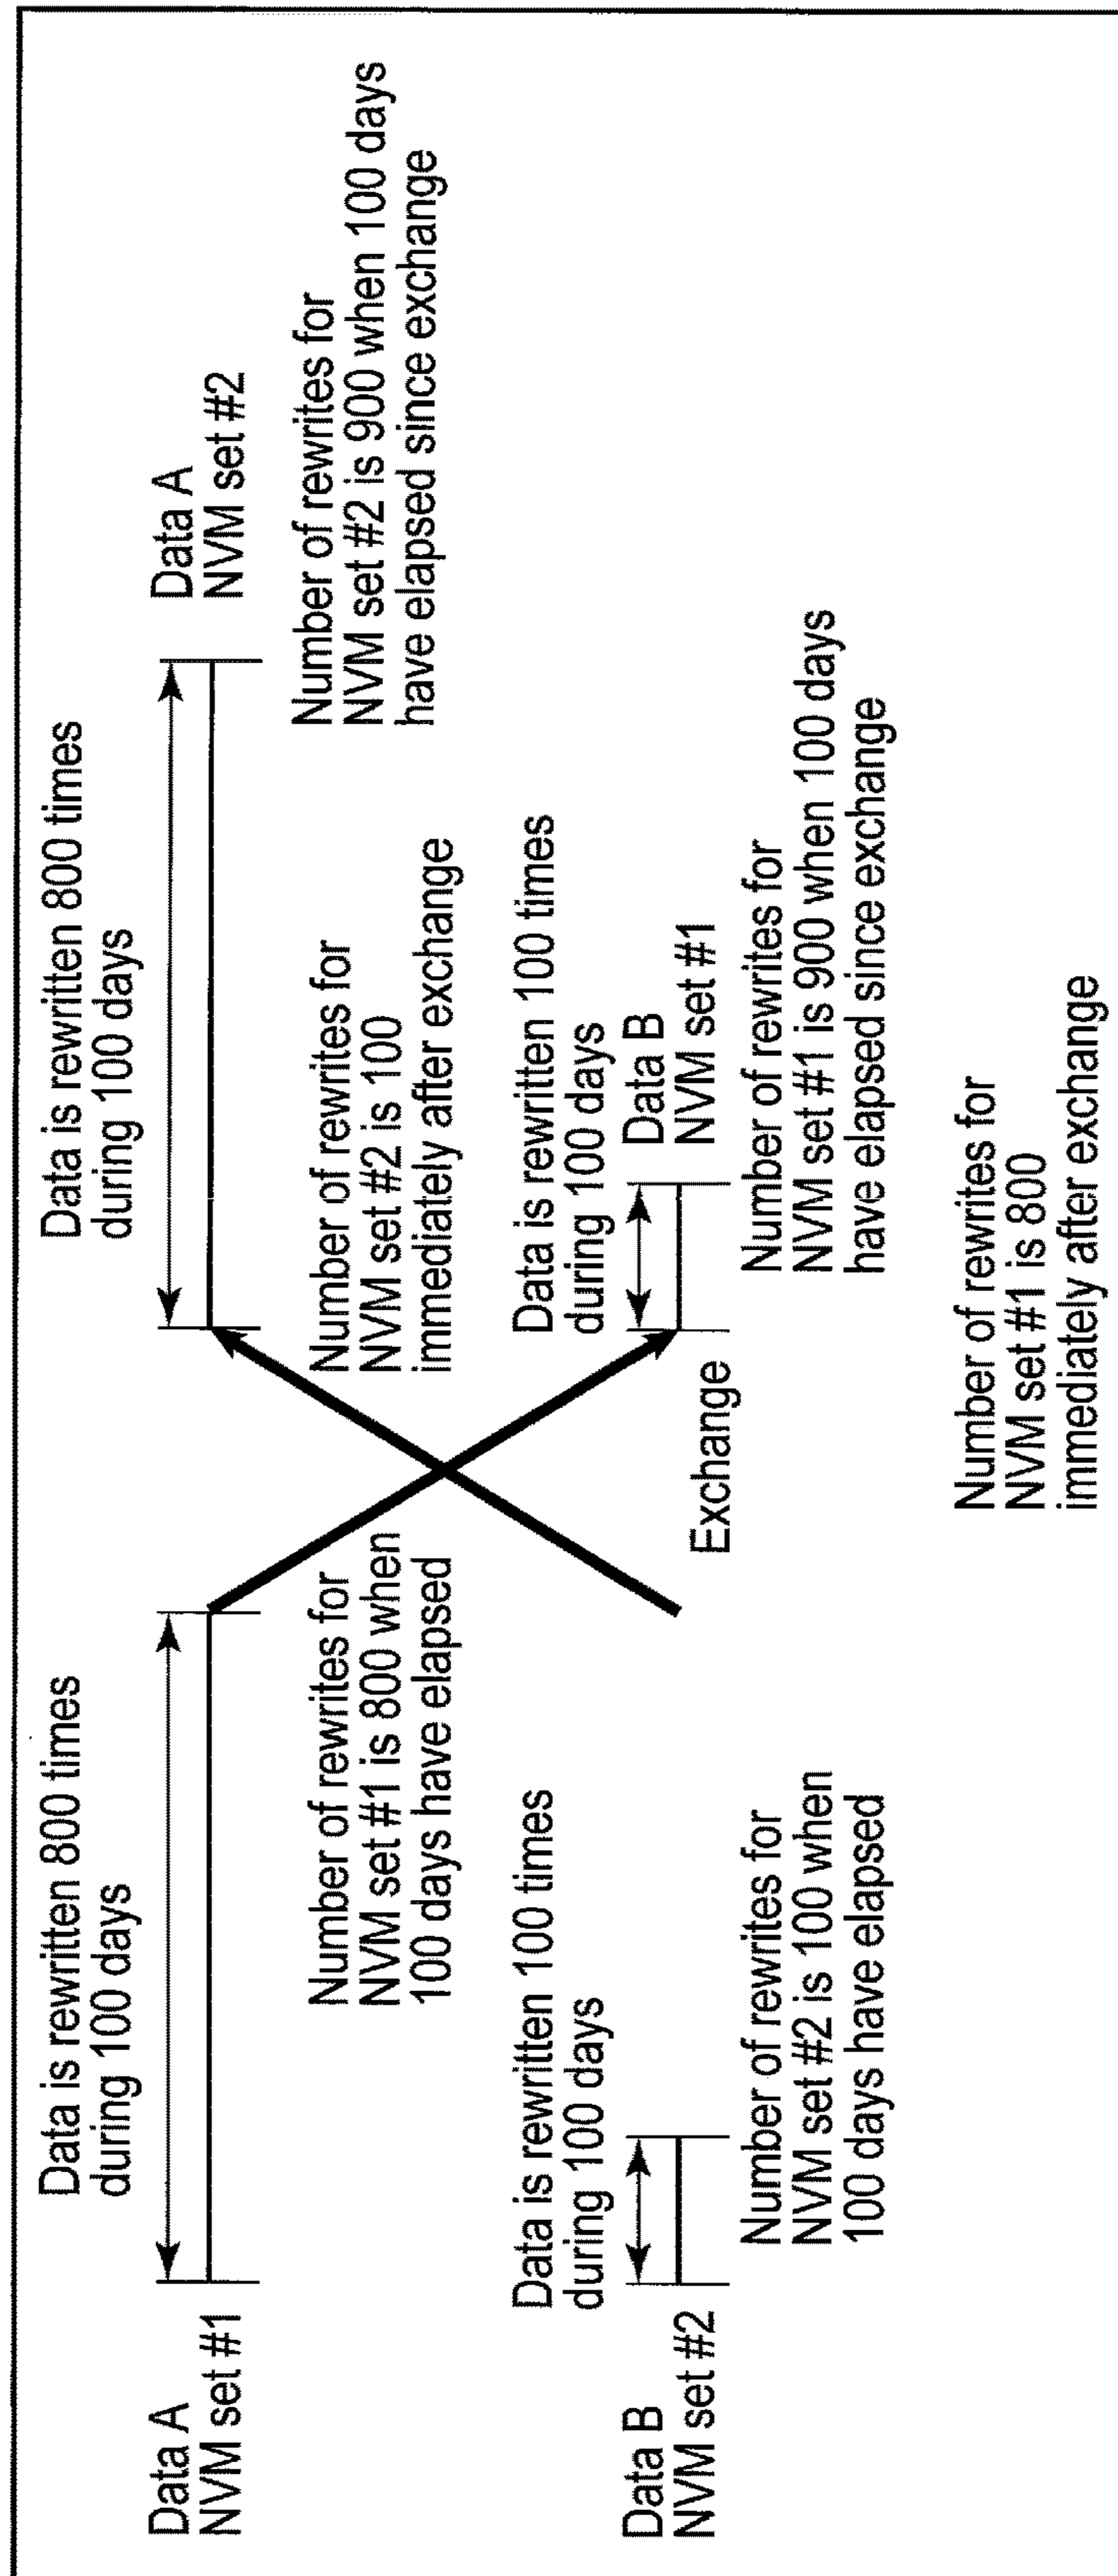 Data is rewritten 800 times
during 100 days
Data A
NVM set #1
Number of rewrites for
NVM set #1 is 800 when
100 days have elapsed
Data is rewritten 100 times
during 100 days
Data B
NVM set #2
Number of rewrites for
NVM set #2 is 100 when
100 days have elapsed
Exchange
Data is rewritten 800 times
during 100 days
Data A
NVM set #2
Number of rewrites for
NVM set #2 is 100
immediately after exchange
Number of rewrites for
NVM set #2 is 900 when 100 days
have elapsed since exchange
Data is rewritten 100 times
during 100 days
Data B
NVM set #1
Number of rewrites for
NVM set #1 is 900 when 100 days
have elapsed since exchange
Number of rewrites for
NVM set #1 is 800
immediately after exchange